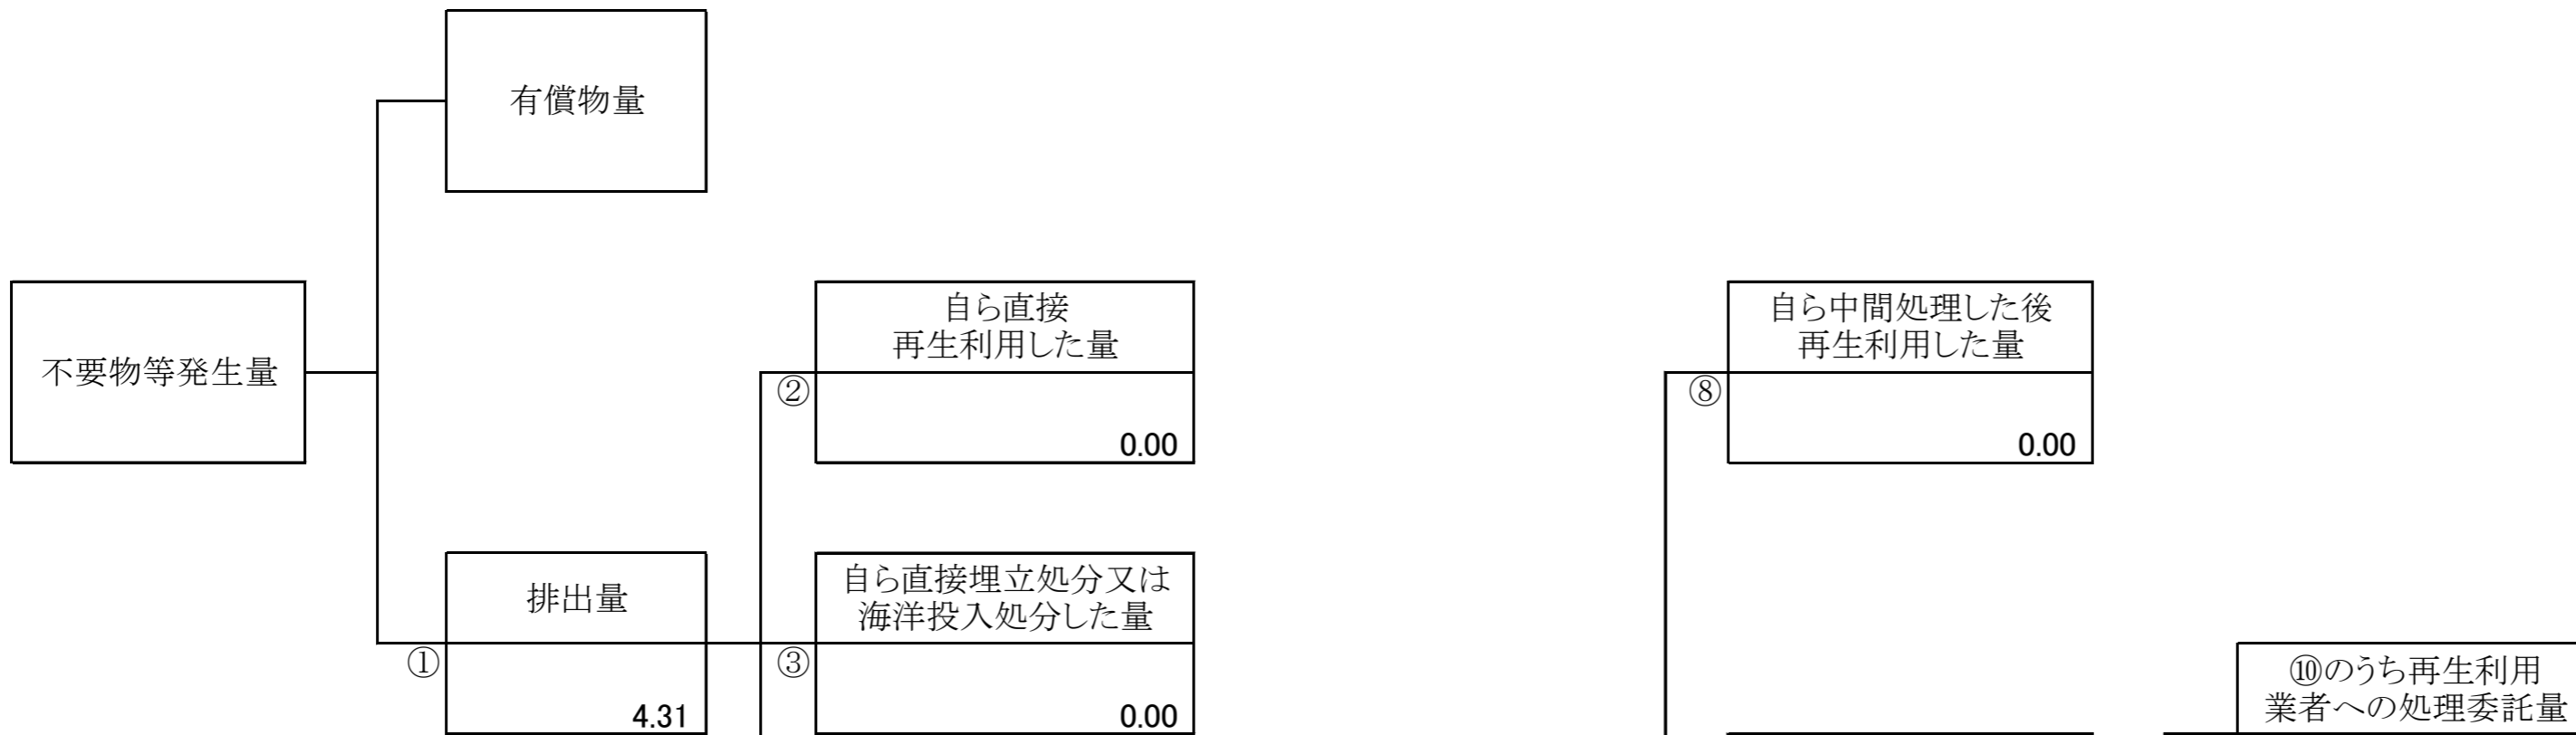 有償物量
不要物等発生量
自ら直接
再生利用した量
②
0.00
自ら中間処理した後
再生利用した量
⑧
0.00
排出量
①
4.31
自ら直接埋立処分又は
海洋投入処分した量
③
0.00
⑩のうち再生利用
業者への処理委託量